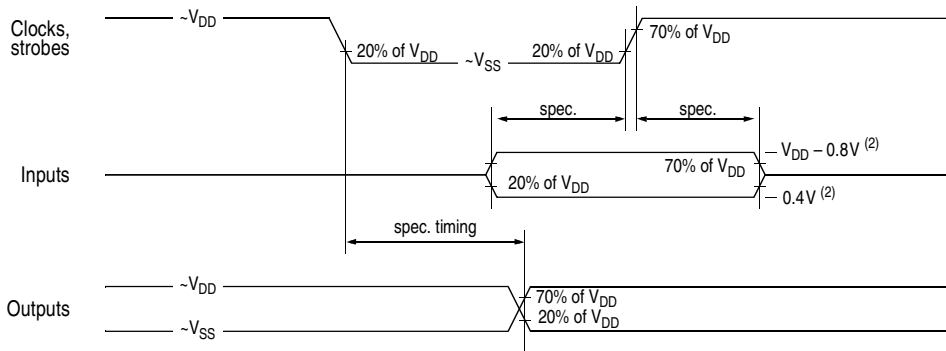 Clocks, strobes
~VDD
20% of VDD
~VSS
20% of VDD
70% of VDD
spec.
spec.
Inputs
20% of VDD
70% of VDD
VDD – 0.8V (2)
0.4V (2)
spec. timing
Outputs
~VDD
~VSS
70% of VDD
20% of VDD